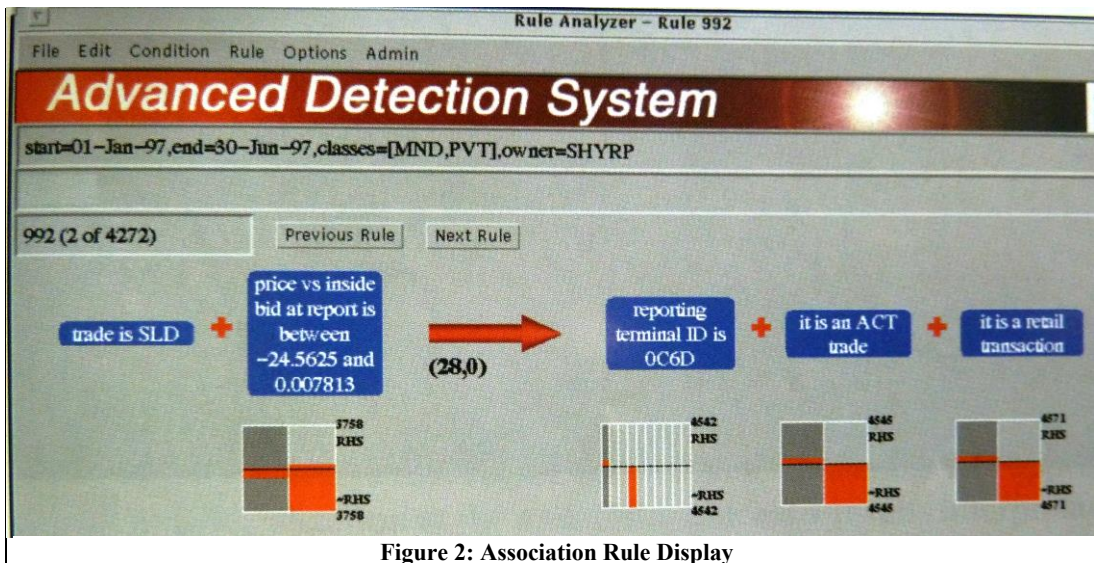 Rule Analyzer – Rule 992
File Edit Condition Rule Options Admin
Advanced Detection System
start=01-Jan-97,end=30-Jun-97,classes=[MND,PVT],owner=SHYRP
992 (2 of 4272)
Previous Rule
Next Rule
trade is SLD
+
price vs inside
bid at report is
between
-24.5625 and
0.007813
(28,0)
reporting
terminal ID is
0C6D
+
it is an ACT
trade
+
it is a retail
transaction
3758
RHS
~RHS
3758
4542
RHS
~RHS
4542
4545
RHS
~RHS
4545
4571
RHS
~RHS
4571
Figure 2: Association Rule Display